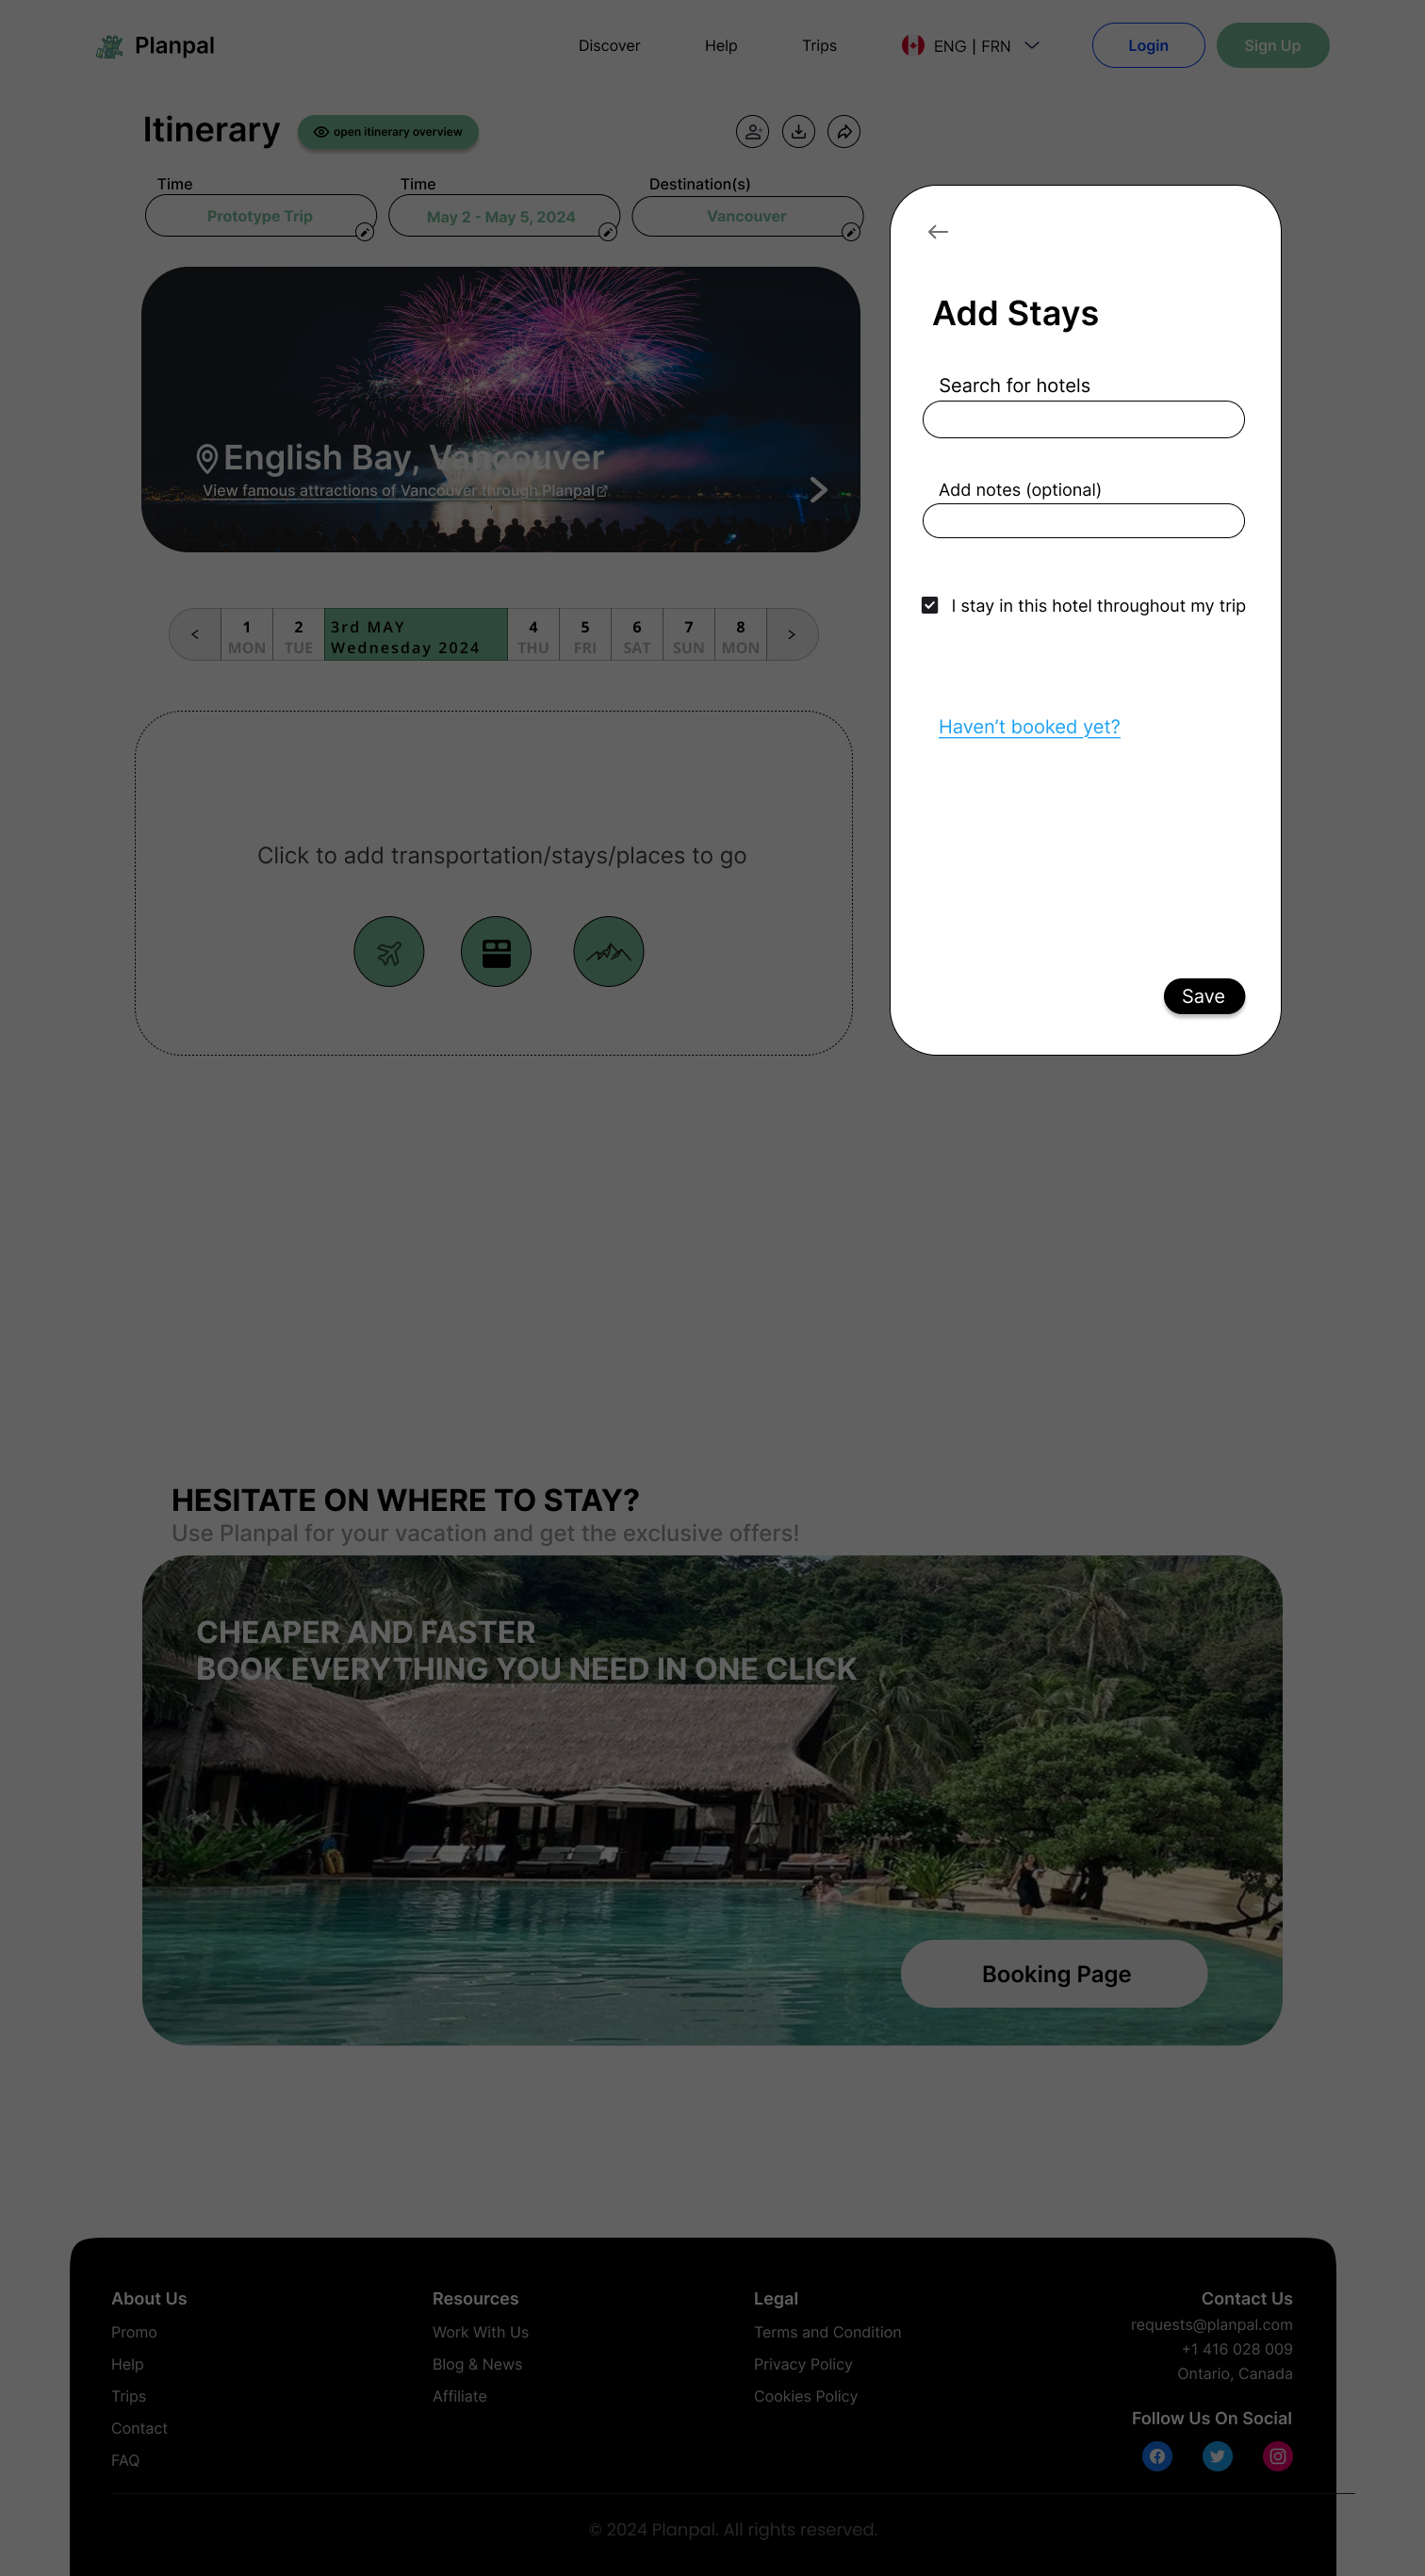 Planpal
Discover
Help
Trips
ENG | FRN
Login
Sign Up
Itinerary
open itinerary overview
Time
Time
Destination(s)
Prototype Trip
May 2 - May 5, 2024
Vancouver
Add Stays
Search for hotels
Add notes (optional)
I stay in this hotel throughout my trip
Haven't booked yet?
Save
English Bay, Vancouver
View famous attractions of Vancouver through Planpal
<
1
MON
2
TUE
3rd MAY
Wednesday 2024
4
THU
5
FRI
6
SAT
7
SUN
8
MON
>
Click to add transportation/stays/places to go
HESITATE ON WHERE TO STAY?
Use Planpal for your vacation and get the exclusive offers!
CHEAPER AND FASTER
BOOK EVERYTHING YOU NEED IN ONE CLICK
Booking Page
About Us
Promo
Help
Trips
Contact
FAQ
Resources
Work With Us
Blog & News
Affiliate
Legal
Terms and Condition
Privacy Policy
Cookies Policy
Contact Us
requests@planpal.com
+1 416 028 009
Ontario, Canada
Follow Us On Social
© 2024 Planpal. All rights reserved.